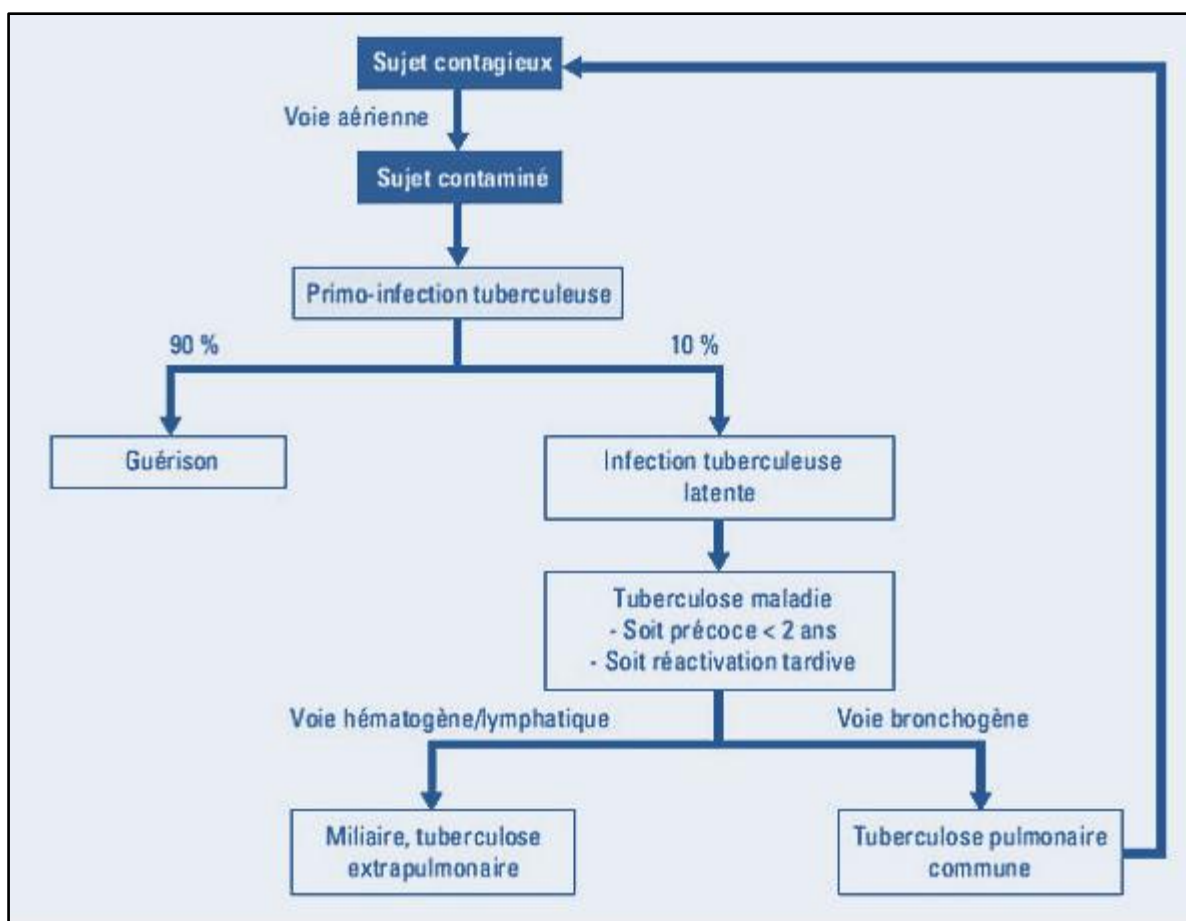 Sujet contagieux
Voie aérienne
Sujet contaminé
Primo-infection tuberculeuse
90 %
10 %
Guérison
Infection tuberculeuse
latente
Tuberculose maladie
- Soit précoce < 2 ans
- Soit réactivation tardive
Voie hématogène/lymphatique
Voie bronchogène
Miliaire, tuberculose
extrapulmonaire
Tuberculose pulmonaire
commune